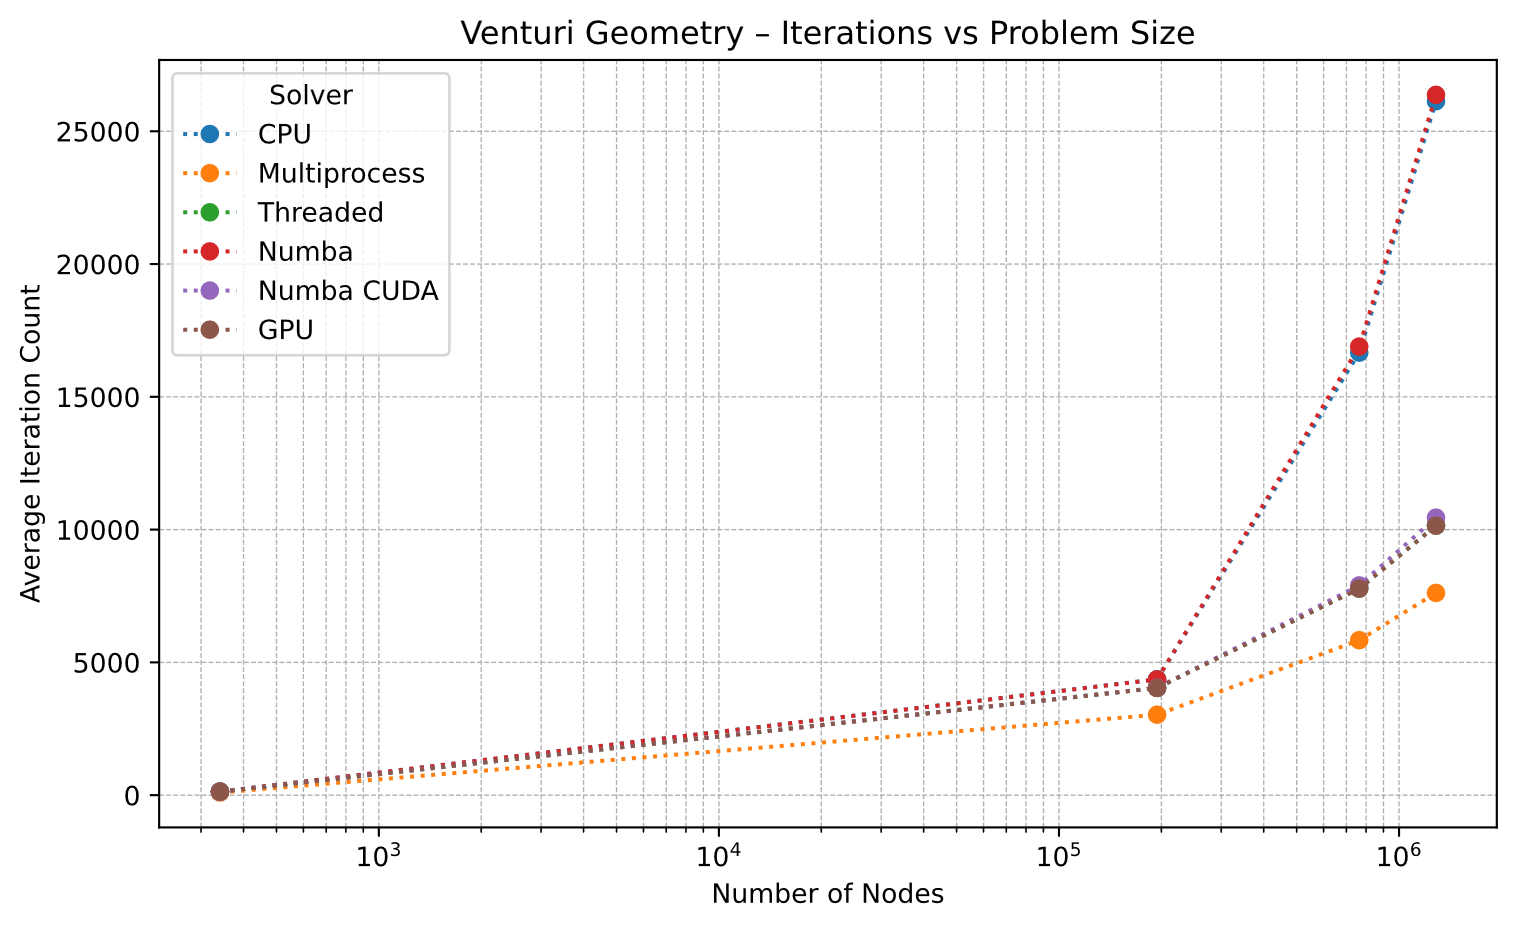 Venturi Geometry – Iterations vs Problem Size
Solver
CPU
Multiprocess
Threaded
Numba
Numba CUDA
GPU
25000
20000
15000
10000
5000
0
Average Iteration Count
10³
10⁴
10⁵
10⁶
Number of Nodes